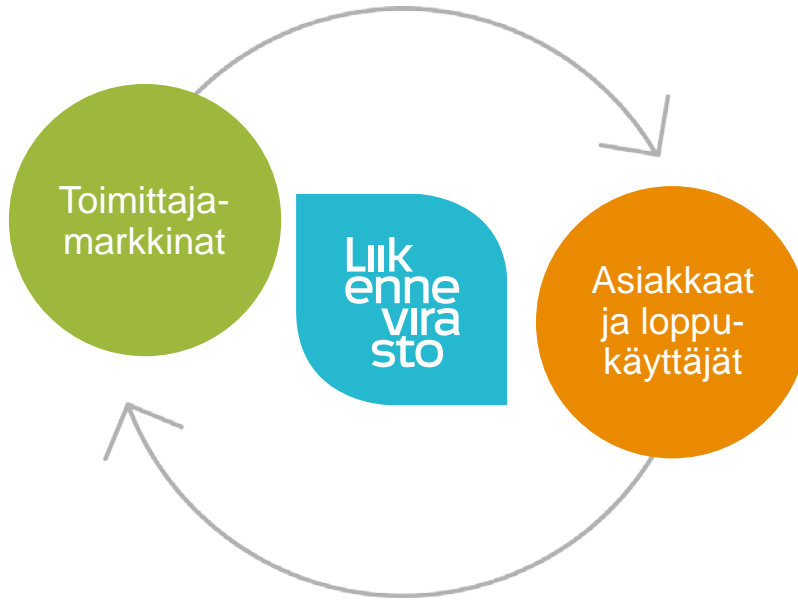 Toimittaja-
markkinat
Liik
enne
vira
sto
Asiakkaat
ja loppu-
käyttäjät